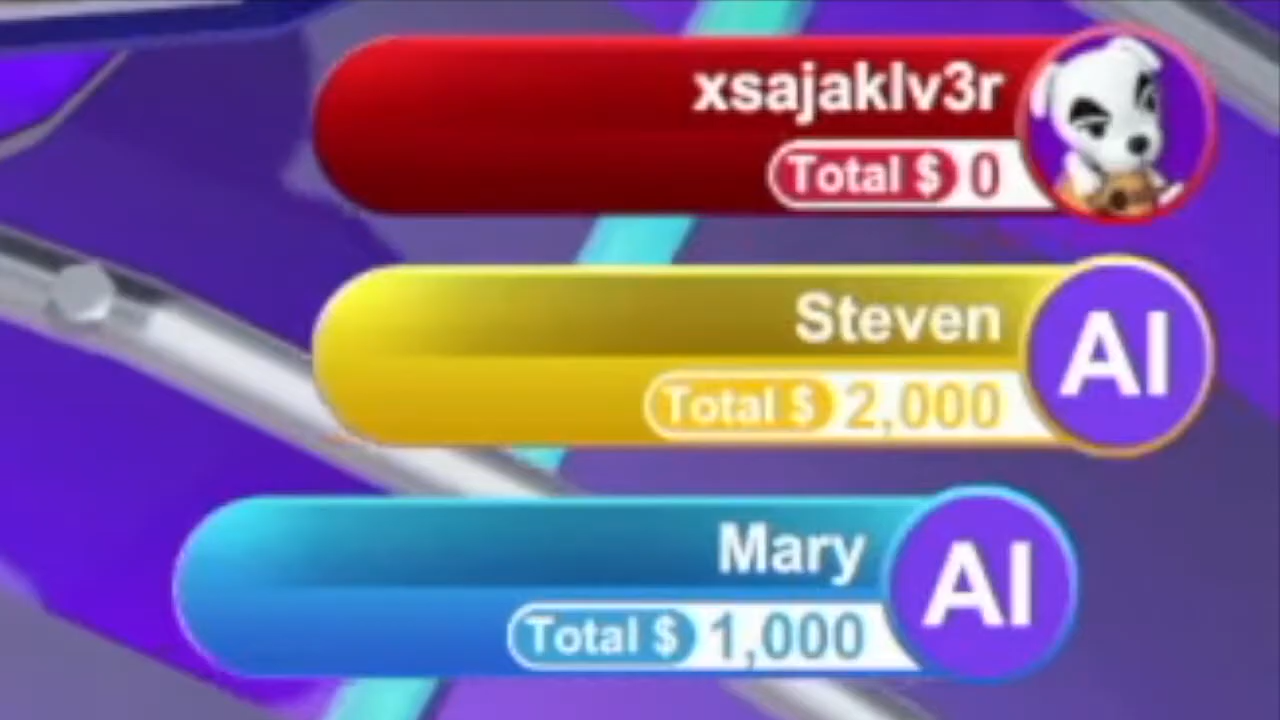 xsajaklv3r
Total $ 0
Steven
Total $ 2,000
AI
Mary
Total $ 1,000
AI